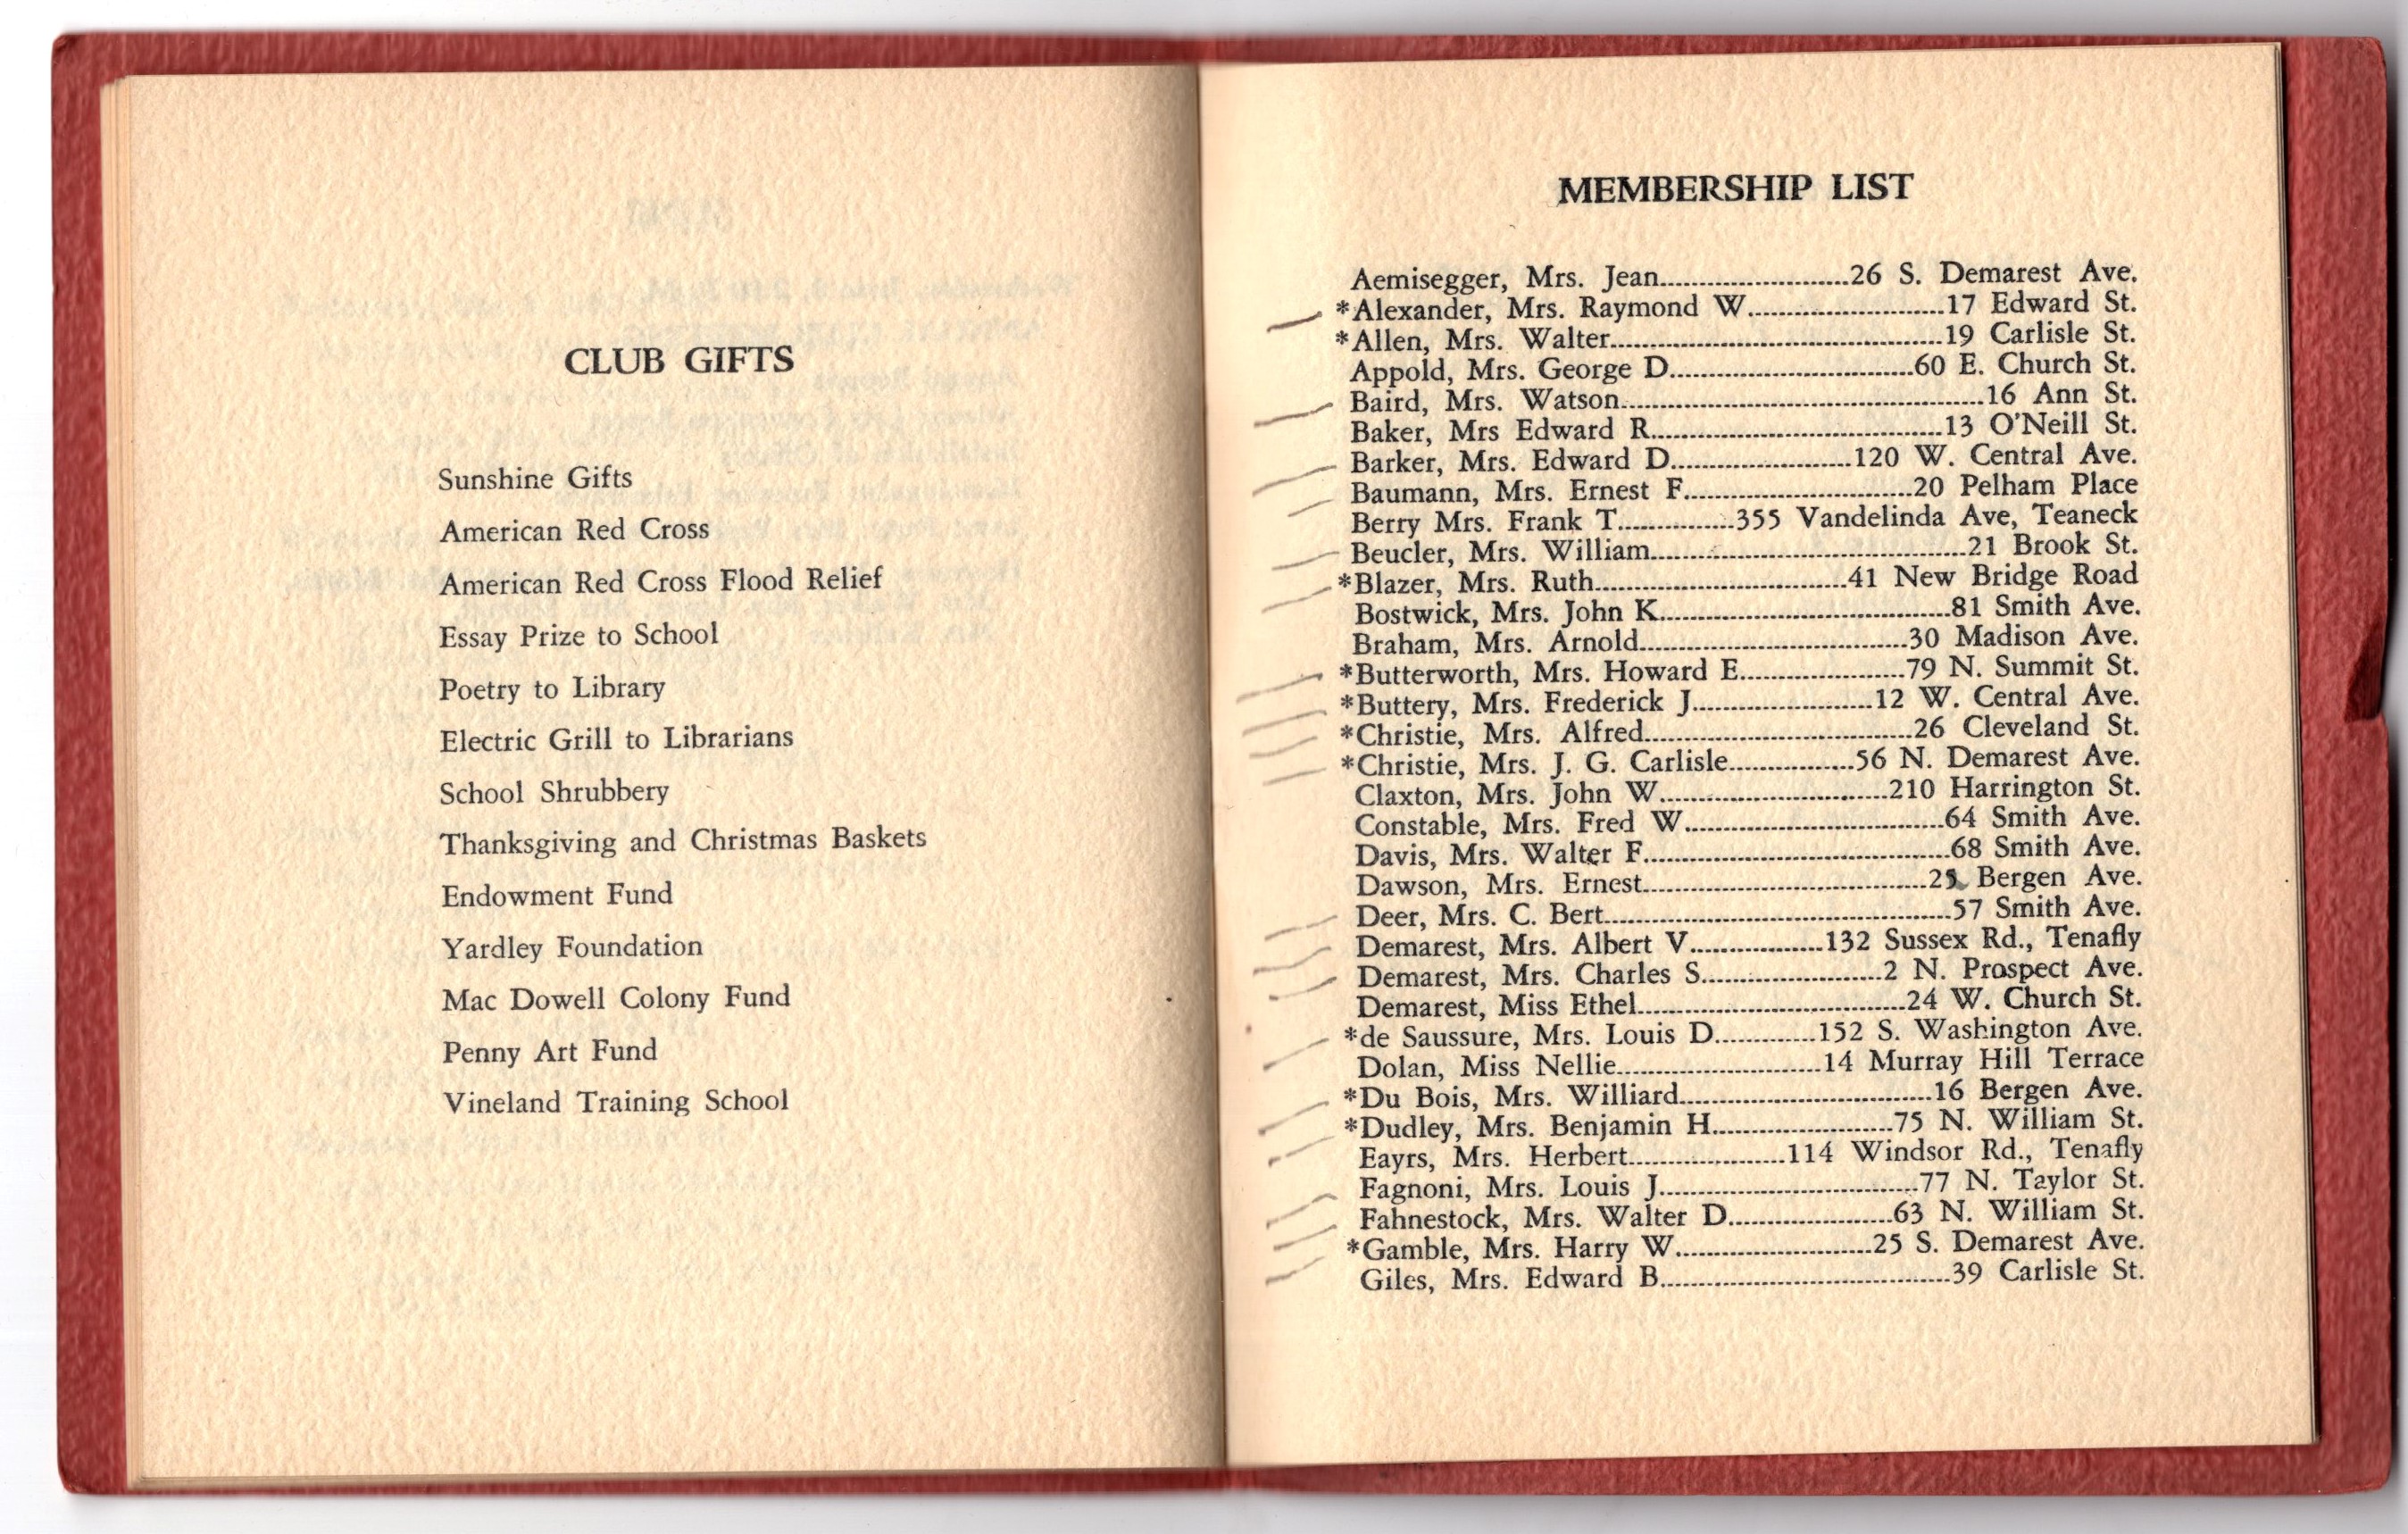 CLUB GIFTS
Sunshine Gifts
American Red Cross
American Red Cross Flood Relief
Essay Prize to School
Poetry to Library
Electric Grill to Librarians
School Shrubbery
Thanksgiving and Christmas Baskets
Endowment Fund
Yardley Foundation
Mac Dowell Colony Fund
Penny Art Fund
Vineland Training School
MEMBERSHIP LIST
Aemisegger, Mrs. Jean.....................26 S. Demarest Ave.
*Alexander, Mrs. Raymond W.....................17 Edward St.
*Allen, Mrs. Walter.....................19 Carlisle St.
Appold, Mrs. George D.....................60 E. Church St.
Baird, Mrs. Watson.....................16 Ann St.
Baker, Mrs Edward R.....................13 O'Neill St.
Barker, Mrs. Edward D.....................120 W. Central Ave.
Baumann, Mrs. Ernest F.....................20 Pelham Place
Berry Mrs. Frank T...............355 Vandelinda Ave, Teaneck
Beucler, Mrs. William.....................21 Brook St.
*Blazer, Mrs. Ruth.....................41 New Bridge Road
Bostwick, Mrs. John K.....................81 Smith Ave.
Braham, Mrs. Arnold.....................30 Madison Ave.
*Butterworth, Mrs. Howard E.....................79 N. Summit St.
*Buttery, Mrs. Frederick J.....................12 W. Central Ave.
*Christie, Mrs. Alfred.....................26 Cleveland St.
*Christie, Mrs. J. G. Carlisle................56 N. Demarest Ave.
Claxton, Mrs. John W.....................210 Harrington St.
Constable, Mrs. Fred W.....................64 Smith Ave.
Davis, Mrs. Walter F.....................68 Smith Ave.
Dawson, Mrs. Ernest.....................Bergen Ave.
Deer, Mrs. C. Bert.....................57 Smith Ave.
Demarest, Mrs. Albert V.................132 Sussex Rd., Tenafly
Demarest, Mrs. Charles S.....................2 N. Prospect Ave.
Demarest, Miss Ethel.....................24 W. Church St.
*de Saussure, Mrs. Louis D.............152 S. Washington Ave.
Dolan, Miss Nellie.....................14 Murray Hill Terrace
*Du Bois, Mrs. Williard.....................16 Bergen Ave.
*Dudley, Mrs. Benjamin H.....................75 N. William St.
Eayrs, Mrs. Herbert....................114 Windsor Rd., Tenafly
Fagnoni, Mrs. Louis J.....................77 N. Taylor St.
Fahnestock, Mrs. Walter D.....................63 N. William St.
*Gamble, Mrs. Harry W.....................25 S. Demarest Ave.
Giles, Mrs. Edward B.....................39 Carlisle St.